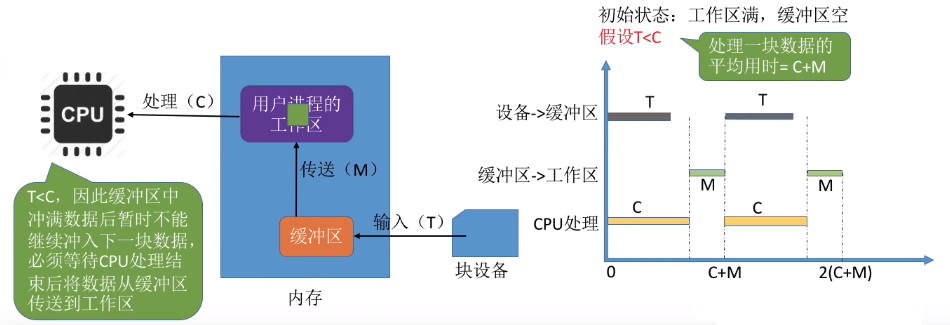 初始状态：工作区满，缓冲区空
假设T<C
处理一块数据的
平均用时= C+M
CPU
处理（C）
用户进程的
工作区
传送（M）
缓冲区
输入（T）
块设备
内存
T<C，因此缓冲区中
冲满数据后暂时不能
继续冲入下一块数据，
必须等待CPU处理结
束后将数据从缓冲区
传送到工作区
设备->缓冲区
T
T
缓冲区->工作区
M
M
CPU处理
C
C
0
C+M
2(C+M)